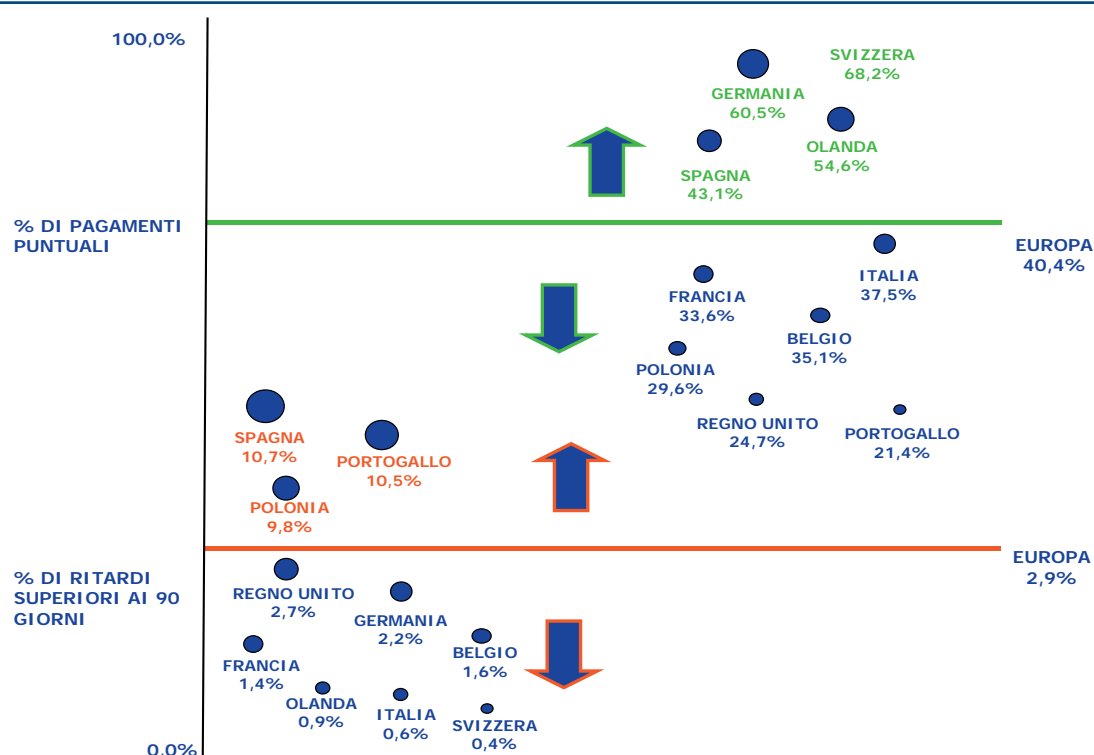 100,0%
SVIZZERA
68,2%
GERMANIA
60,5%
OLANDA
54,6%
SPAGNA
43,1%
% DI PAGAMENTI
PUNTUALI
EUROPA
40,4%
ITALIA
37,5%
FRANCIA
33,6%
BELGIO
35,1%
POLONIA
29,6%
REGNO UNITO
24,7%
PORTOGALLO
21,4%
SPAGNA
10,7%
PORTOGALLO
10,5%
POLONIA
9,8%
EUROPA
2,9%
% DI RITARDI
SUPERIORI AI 90
GIORNI
REGNO UNITO
2,7%
GERMANIA
2,2%
BELGIO
1,6%
FRANCIA
1,4%
OLANDA
0,9%
ITALIA
0,6%
SVIZZERA
0,4%
0,0%